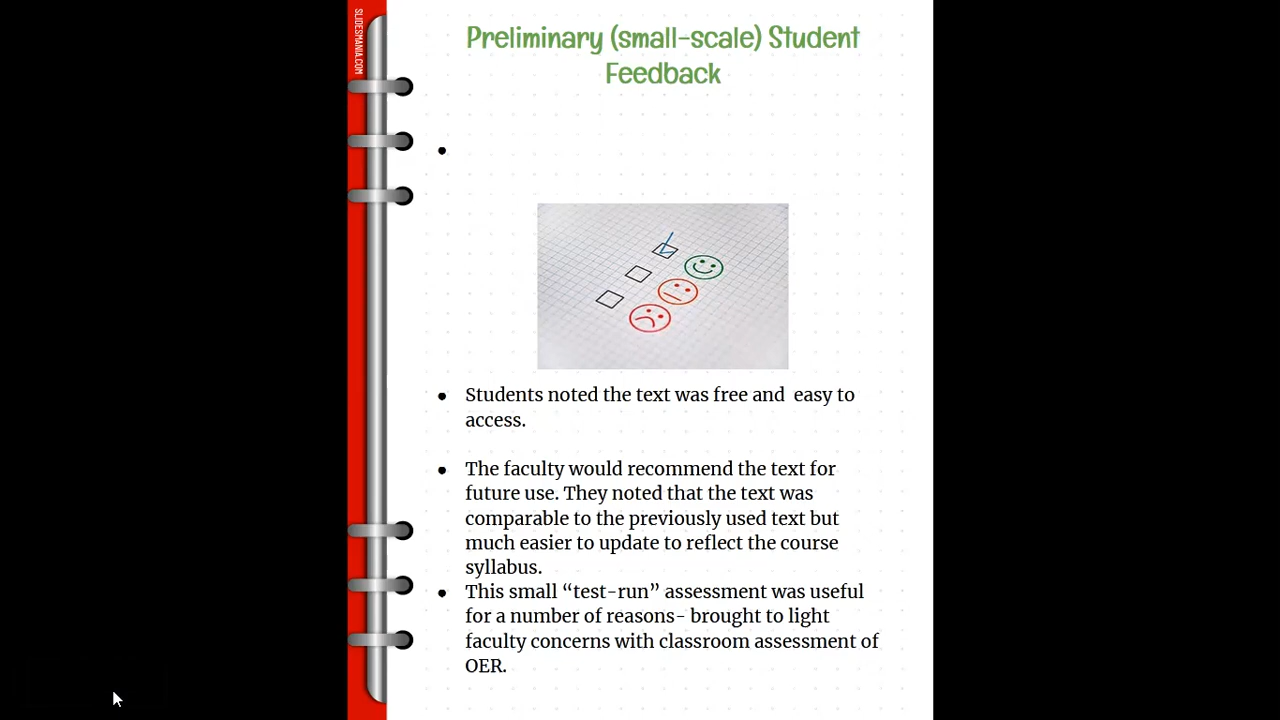 SLIDESMANIA.COM
Preliminary (small-scale) Student
Feedback
•
• Students noted the text was free and  easy to
access.
• The faculty would recommend the text for
future use. They noted that the text was
comparable to the previously used text but
much easier to update to reflect the course
syllabus.
• This small “test-run” assessment was useful
for a number of reasons- brought to light
faculty concerns with classroom assessment of
OER.